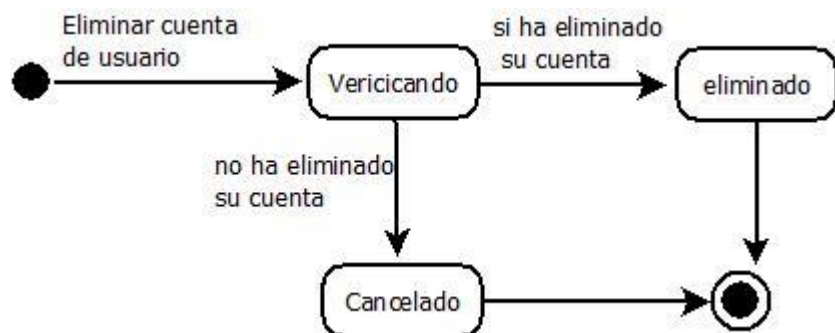 Eliminar cuenta
de usuario
si ha eliminado
su cuenta
Vericicando
eliminado
no ha eliminado
su cuenta
Cancelado